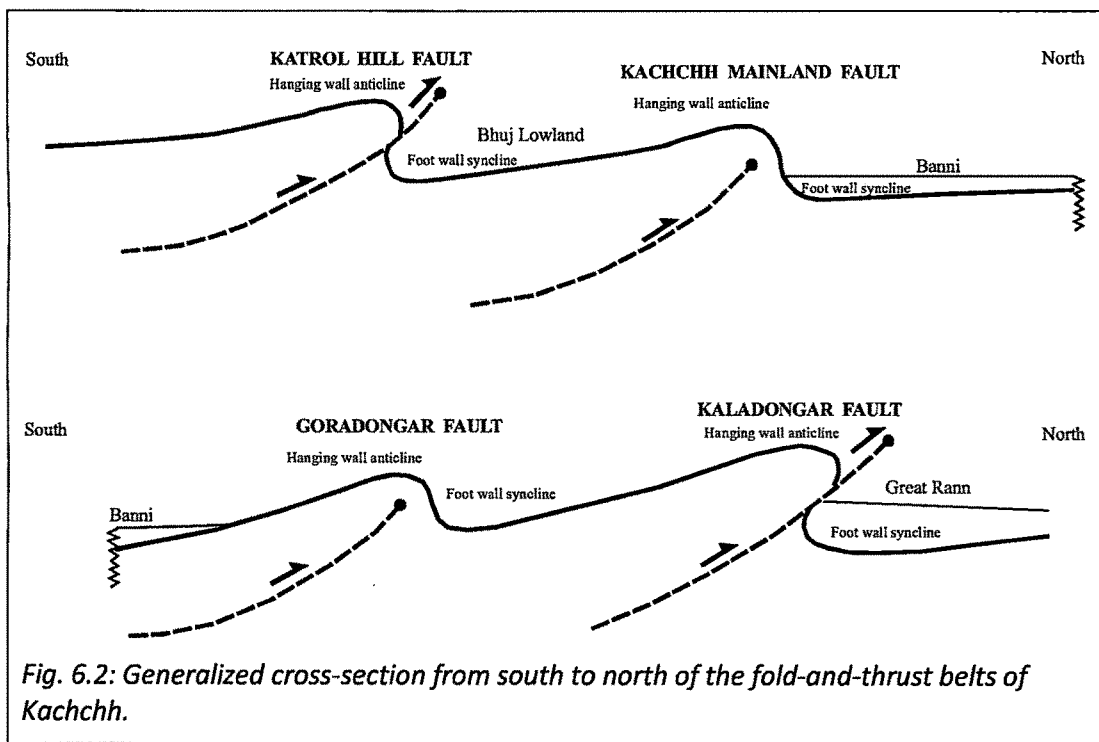 South
KATROL HILL FAULT
North
Hanging wall anticline
KACHCHH MAINLAND FAULT
Hanging wall anticline
Bhuj Lowland
Foot wall syncline
Banni
Foot wall syncline
South
GORADONGAR FAULT
KALADONGAR FAULT
North
Hanging wall anticline
Hanging wall anticline
Foot wall syncline
Great Rann
Banni
Foot wall syncline
Fig. 6.2: Generalized cross-section from south to north of the fold-and-thrust belts of
Kachchh.